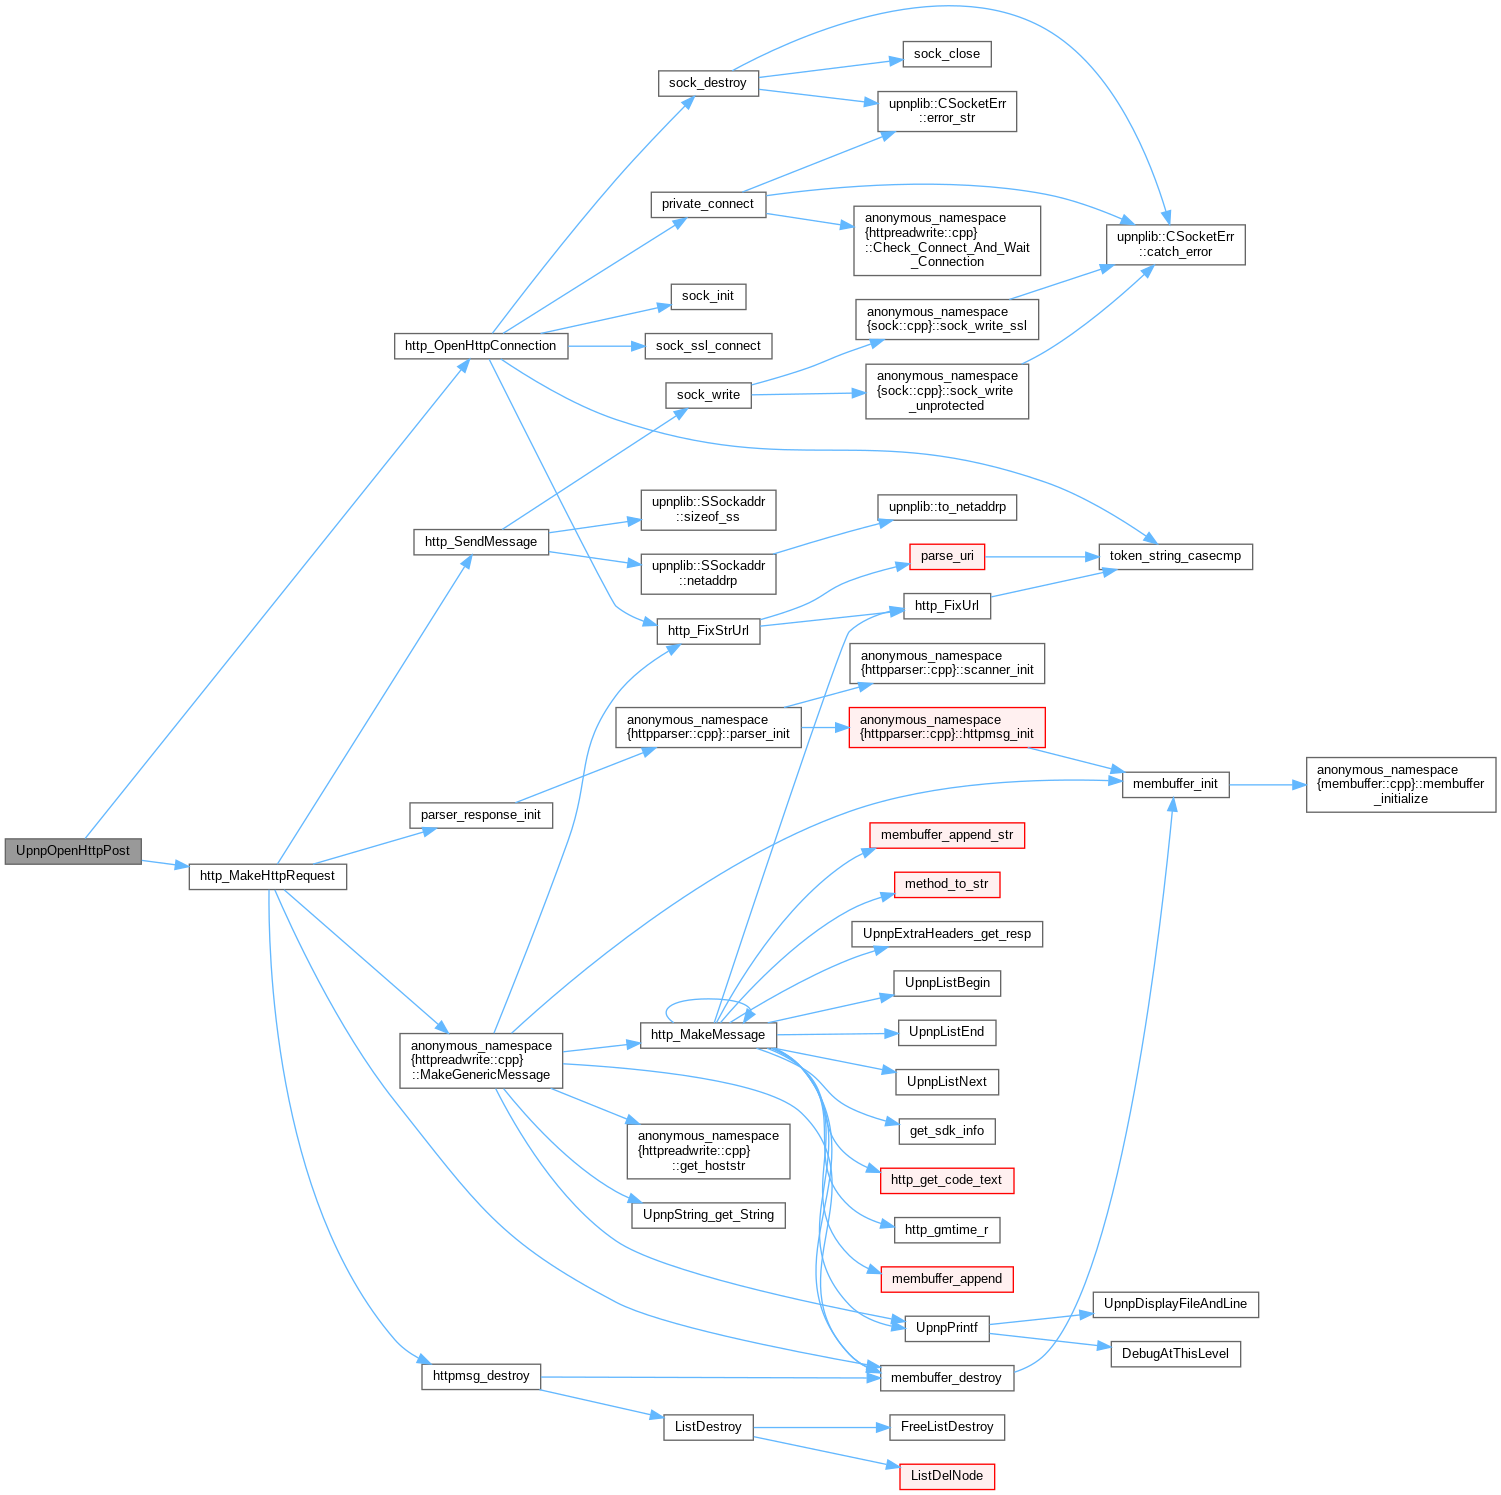 sock_close
sock_destroy
upnplib::CSocketErr
::error_str
private_connect
anonymous_namespace
{httpreadwrite::cpp}
::Check_Connect_And_Wait
_Connection
upnplib::CSocketErr
::catch_error
sock_init
anonymous_namespace
{sock::cpp}::sock_write_ssl
http_OpenHttpConnection
sock_ssl_connect
sock_write
anonymous_namespace
{sock::cpp}::sock_write
_unprotected
upnplib::SSockaddr
::sizeof_ss
upnplib::to_netaddrp
http_SendMessage
parse_uri
token_string_casecmp
upnplib::SSockaddr
::netaddrp
http_FixUrl
http_FixStrUrl
anonymous_namespace
{httpparser::cpp}::scanner_init
anonymous_namespace
{httpparser::cpp}::parser_init
anonymous_namespace
{httpparser::cpp}::httpmsg_init
membuffer_init
anonymous_namespace
{membuffer::cpp}::membuffer
_initialize
parser_response_init
membuffer_append_str
UpnpOpenHttpPost
http_MakeHttpRequest
method_to_str
UpnpExtraHeaders_get_resp
UpnpListBegin
http_MakeMessage
UpnpListEnd
anonymous_namespace
{httpreadwrite::cpp}
::MakeGenericMessage
UpnpListNext
get_sdk_info
anonymous_namespace
{httpreadwrite::cpp}
::get_hoststr
http_get_code_text
UpnpString_get_String
http_gmtime_r
membuffer_append
UpnpDisplayFileAndLine
UpnpPrintf
DebugAtThisLevel
httpmsg_destroy
membuffer_destroy
ListDestroy
FreeListDestroy
ListDelNode